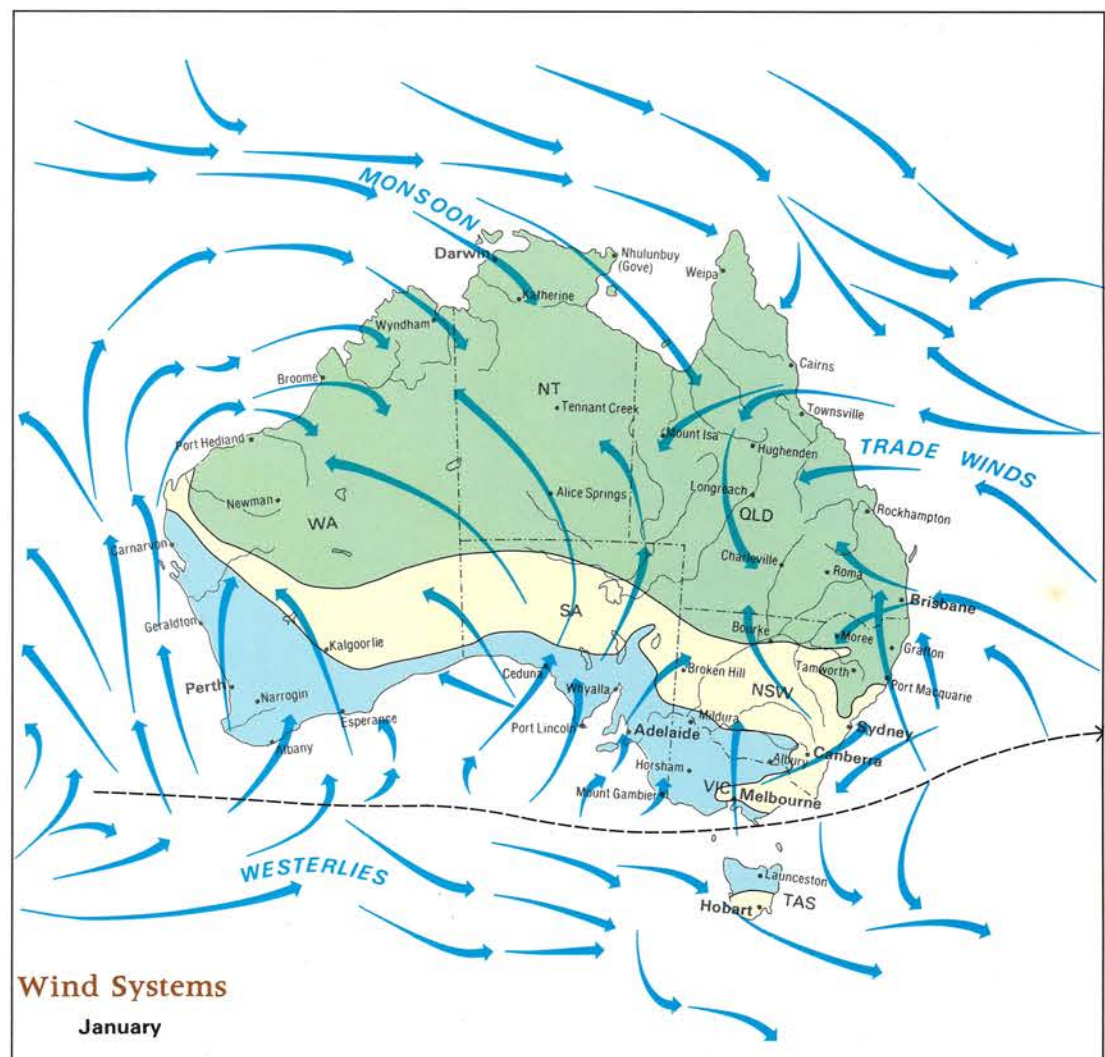 MONSOON
Darwin
Nhulunbuy
(Gove)
Weipa
Katherine
Wyndham
Cairns
Broome
NT
Tennant Creek
Townsville
Port Hedland
Mount Isa
Hughenden
TRADE WINDS
Newman
Alice Springs
Longreach
WA
QLD
Rockhampton
Carnarvon
Charleville
Roma
Geraldton
SA
Brisbane
Bourke
Moree
Kalgoorlie
Grafton
Ceduna
Broken Hill
Tamworth
Perth
Whyalla
NSW
Port Macquarie
Narrogin
Esperance
Port Lincoln
Mildura
Adelaide
Sydney
Albany
Canberra
Horsham
Albury
VIC
Mount Gambier
Melbourne
WESTERLIES
Launceston
TAS
Hobart
Wind Systems
January